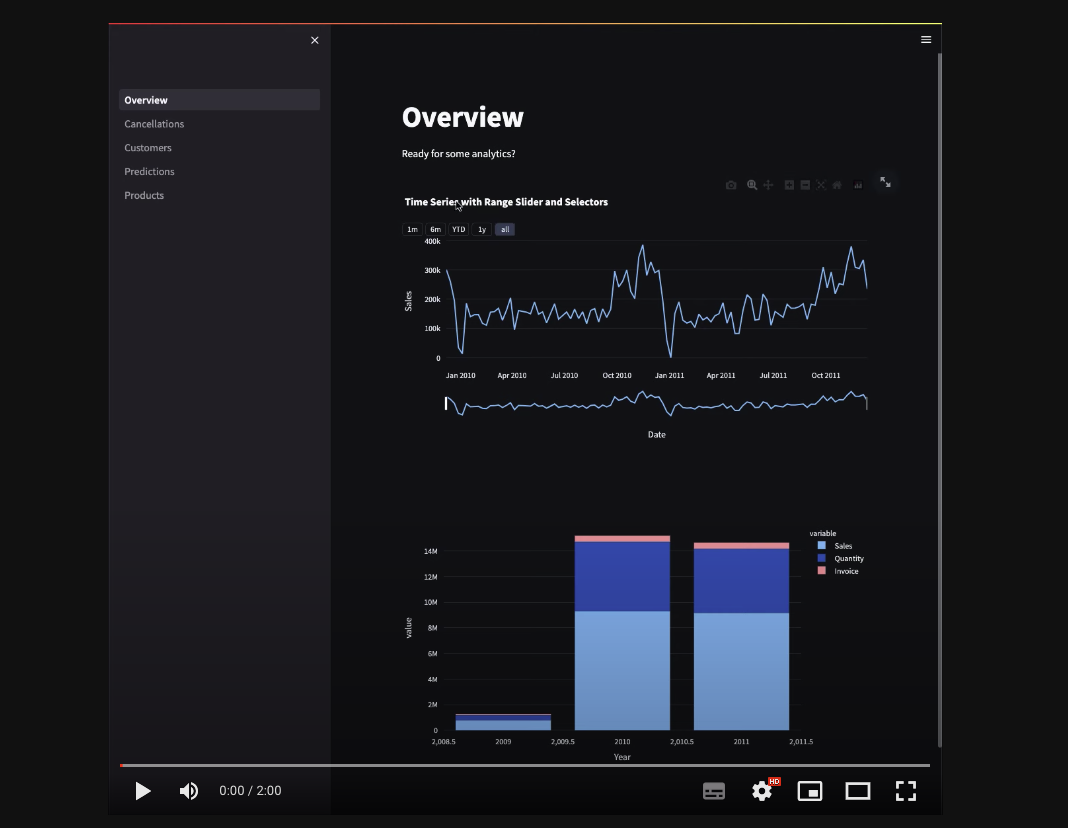 Overview
Cancellations
Customers
Predictions
Products
Overview
Ready for some analytics?
Time Series with Range Slider and Selectors
1m 6m YTD 1y all
400k
300k
200k
100k
0
Sales
Jan 2010 Apr 2010 Jul 2010 Oct 2010 Jan 2011 Apr 2011 Jul 2011 Oct 2011
Date
variable
Sales
Quantity
Invoice
14M
12M
10M
8M
6M
4M
2M
0
value
2,008.5 2009 2,009.5 2010 2,010.5 2011 2,011.5
Year
0:00 / 2:00
HD